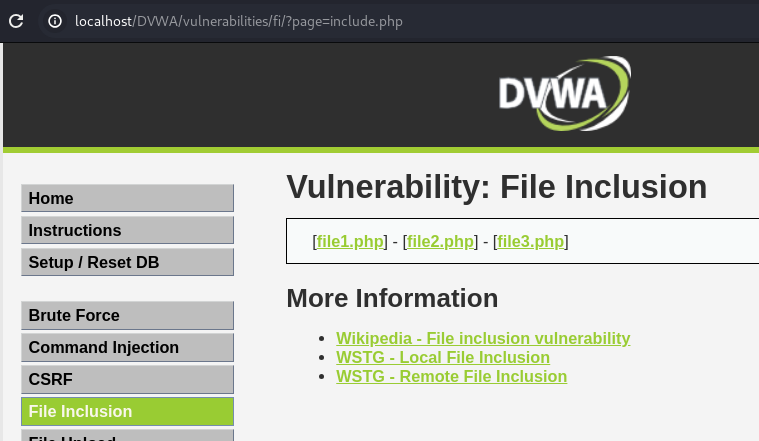 localhost/DVWA/vulnerabilities/fi/?page=include.php
DVWA
Vulnerability: File Inclusion
[file1.php] - [file2.php] - [file3.php]
More Information
Wikipedia - File inclusion vulnerability
WSTG - Local File Inclusion
WSTG - Remote File Inclusion
Home
Instructions
Setup / Reset DB
Brute Force
Command Injection
CSRF
File Inclusion
File Upload